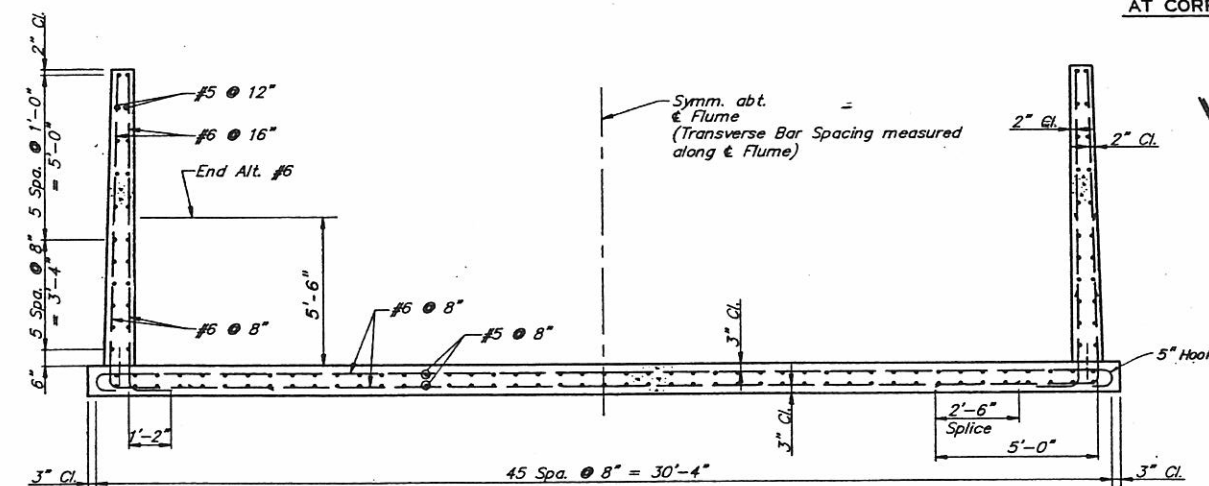 AT CORR
2" Cl.
5 Spa. @ 1'-0"
= 5'-0"
5 Spa. @ 8"
= 3'-4"
6"
#5 @ 12"
#6 @ 16"
End Alt. #6
5'-6"
#6 @ 8"
#6 @ 8"
#5 @ 8"
Symm. abt.
℄ Flume
(Transverse Bar Spacing measured
along ℄ Flume)
2" Cl.
2" Cl.
3" Cl.
3" Cl.
5" Hook
1'-2"
2'-6"
Splice
5'-0"
3" Cl.
45 Spa. @ 8" = 30'-4"
3" Cl.